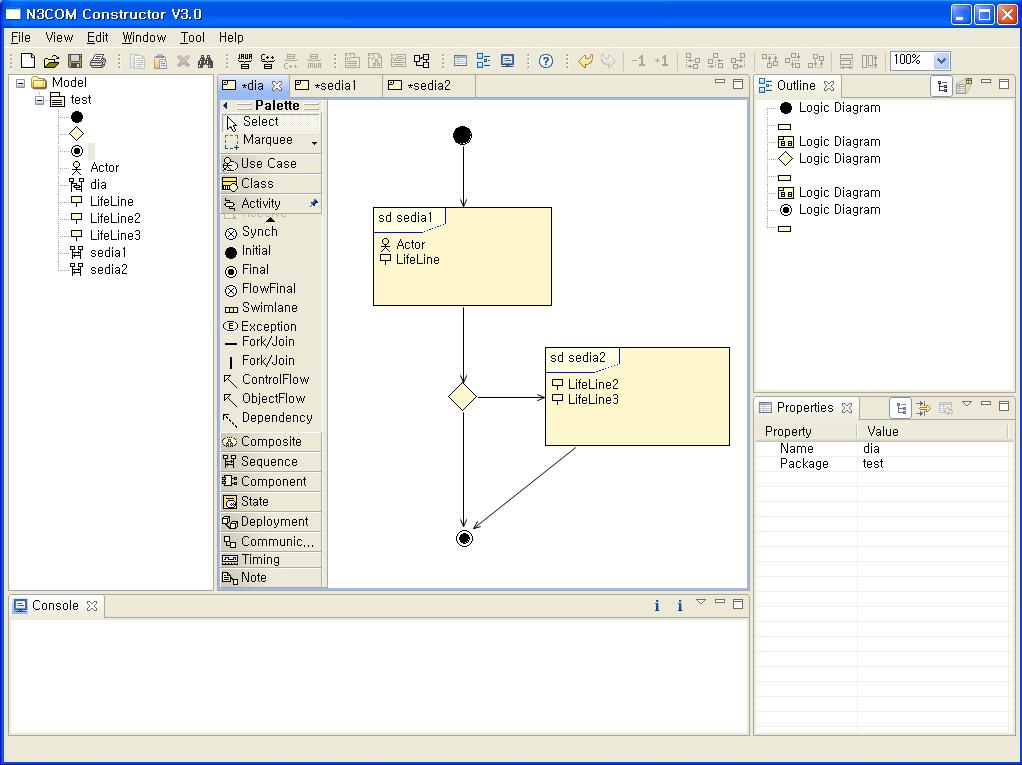 N3COM Constructor V3.0
File View Edit Window Tool Help
-1 +1 100%
Model
test
Actor
dia
LifeLine
LifeLine2
LifeLine3
sedia1
sedia2
*dia *sedia1 *sedia2
Palette
Select
Marquee
Use Case
Class
Activity
Synch
Initial
Final
FlowFinal
Swimlane
Exception
Fork/Join
Fork/Join
ControlFlow
ObjectFlow
Dependency
Composite
Sequence
Component
State
Deployment
Communic...
Timing
Note
sd sedia1
Actor
LifeLine
sd sedia2
LifeLine2
LifeLine3
Outline
Logic Diagram
Logic Diagram
Logic Diagram
Logic Diagram
Logic Diagram
Properties
Property Value
Name dia
Package test
Console